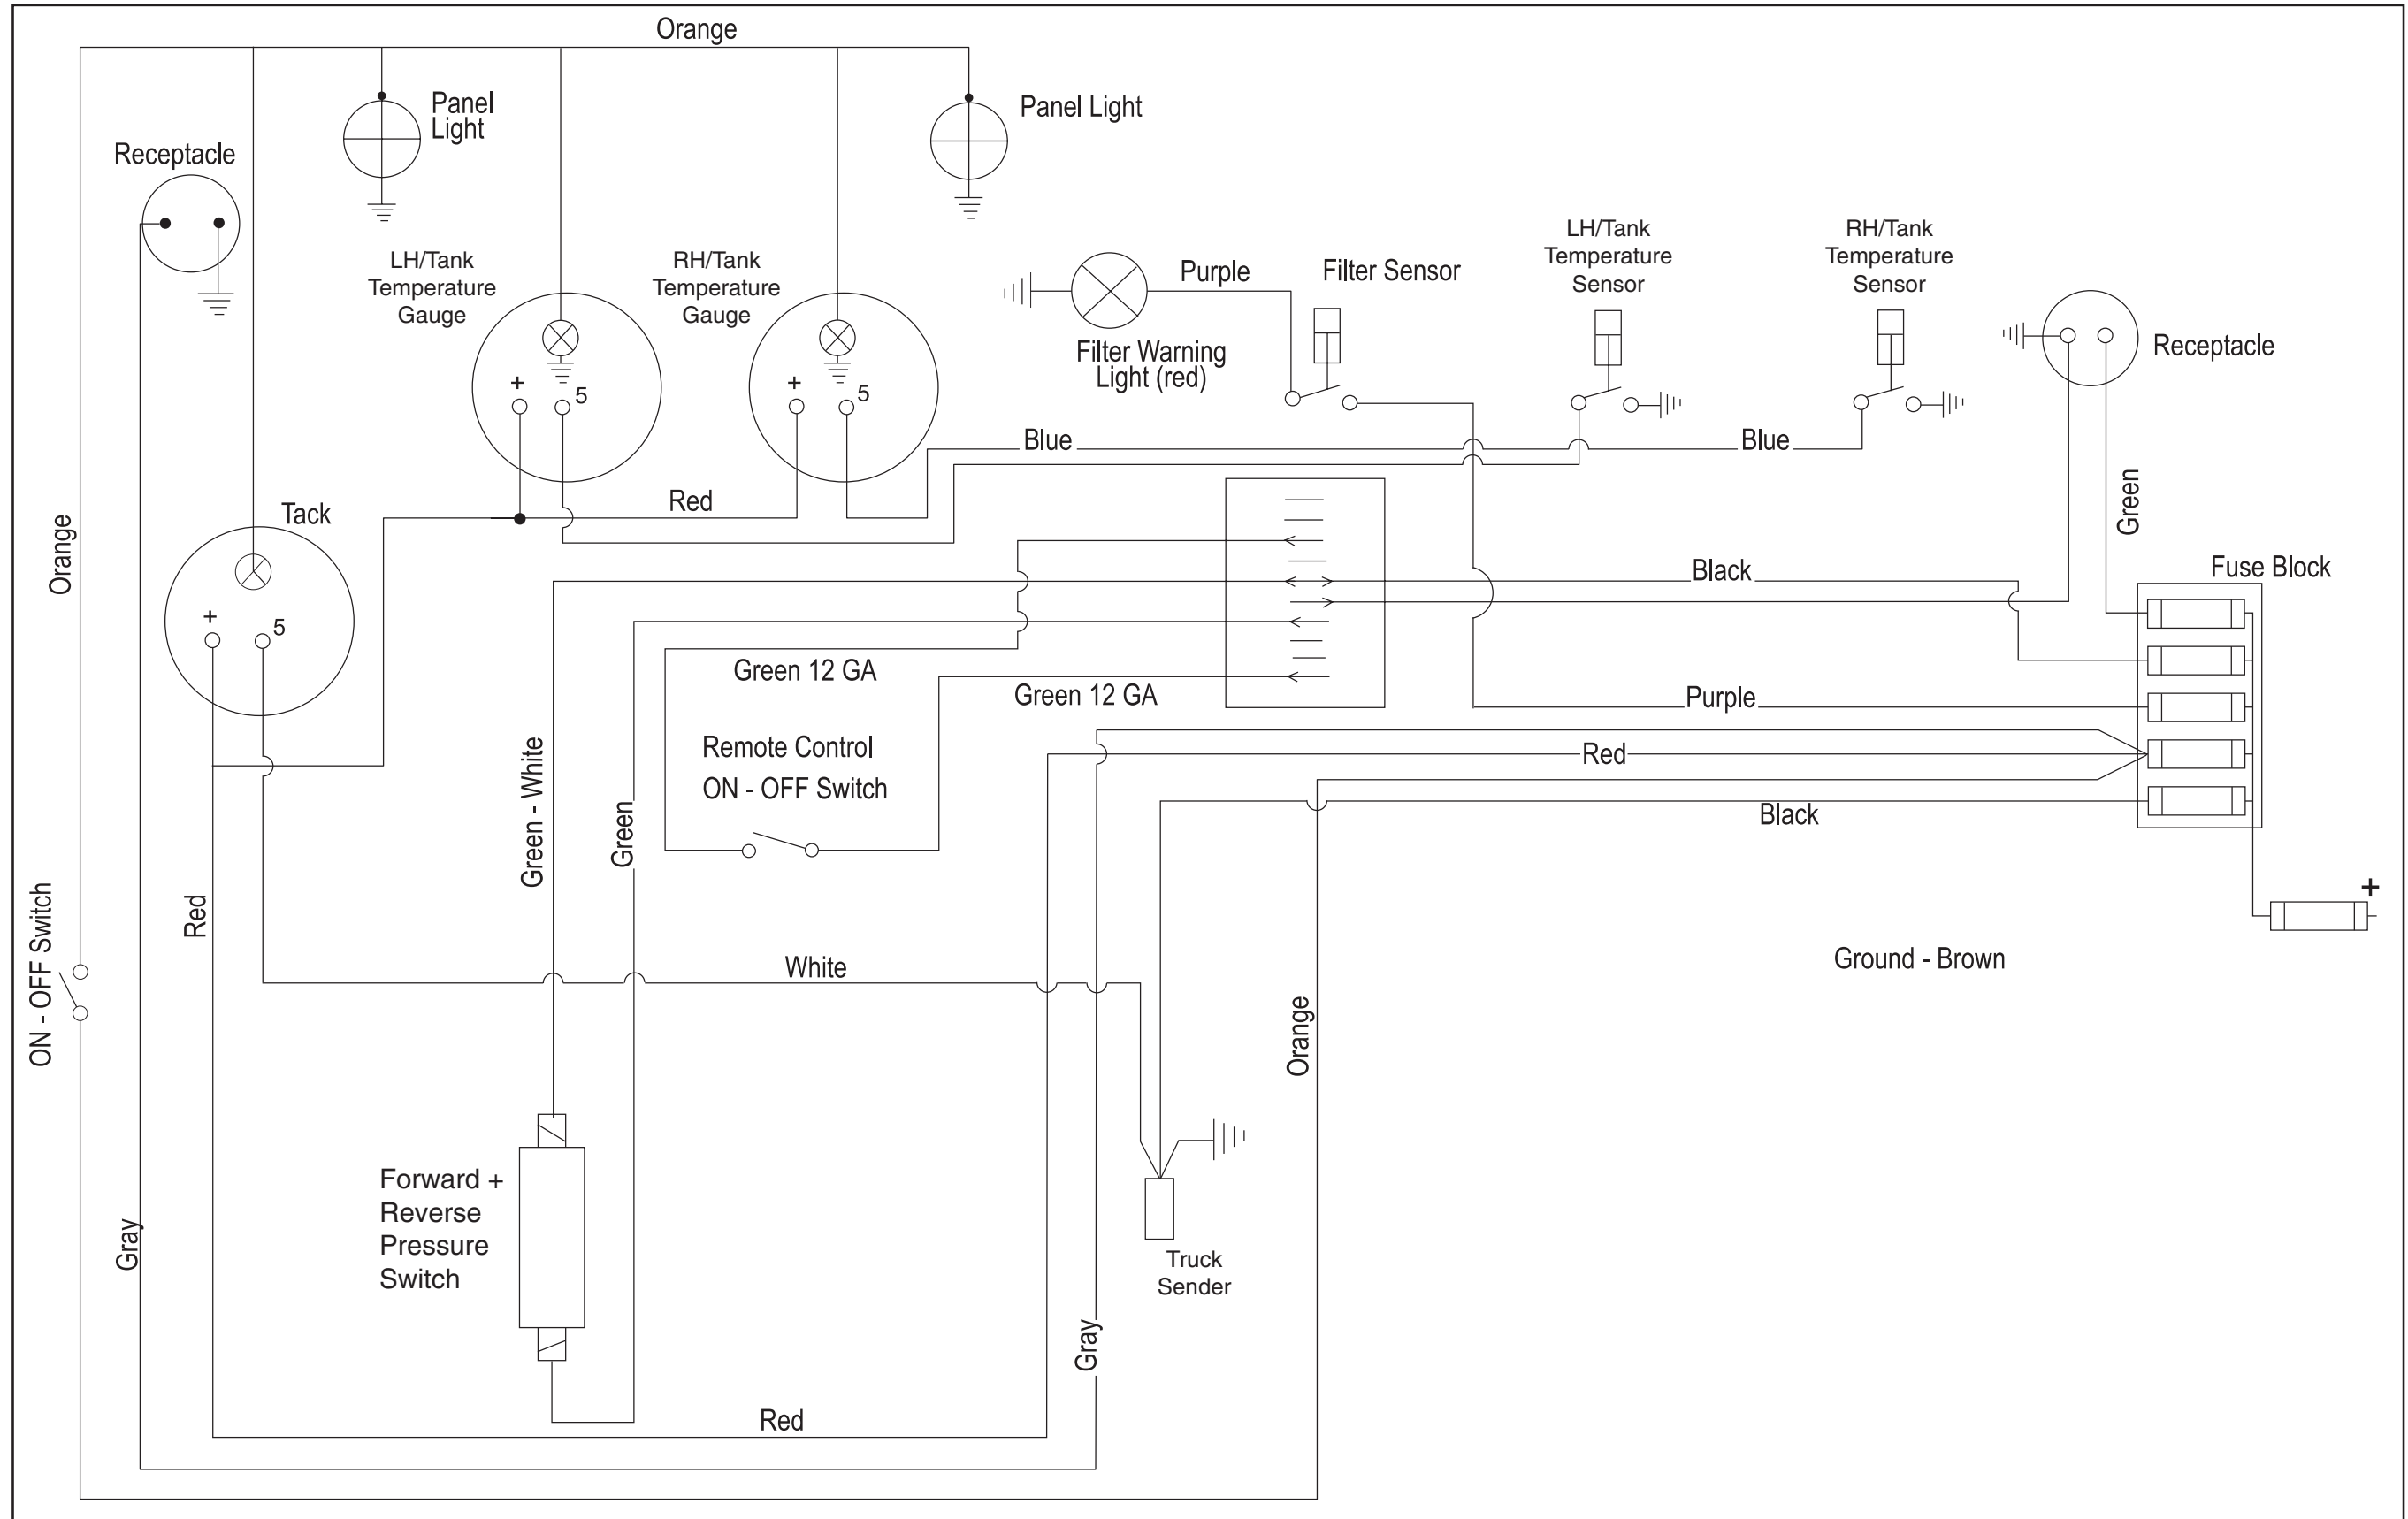 Orange
Panel
Light
Panel Light
Receptacle
LH/Tank
Temperature
Gauge
RH/Tank
Temperature
Gauge
Purple
Filter Sensor
LH/Tank
Temperature
Sensor
RH/Tank
Temperature
Sensor
Receptacle
Filter Warning
Light (red)
+
5
+
5
Blue
Blue
Red
Green
Orange
Tack
+
5
Black
Fuse Block
Green 12 GA
Green 12 GA
Purple
Remote Control
ON - OFF Switch
Red
Black
Green - White
Green
Red
ON - OFF Switch
+
White
Ground - Brown
Orange
Forward +
Reverse
Pressure
Switch
Gray
Truck
Sender
Gray
Red